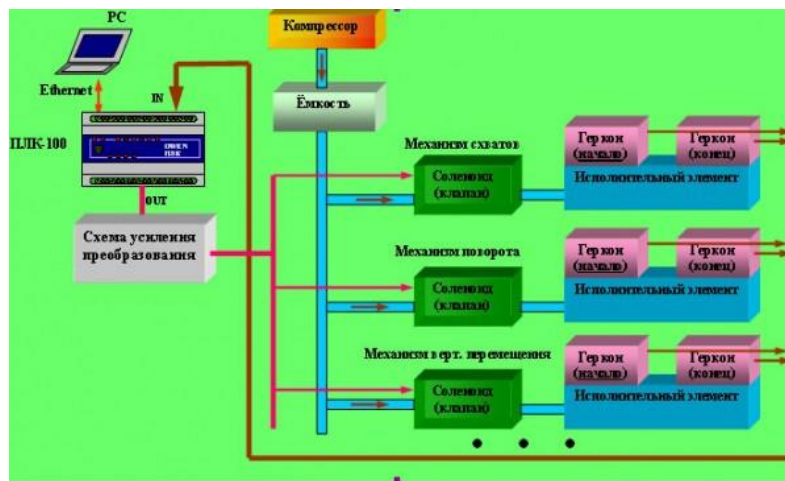 PC
Компрессор
Ethernet
IN
Ёмкость
ПЛК-100
OWEN
ПЛК
OUT
Схема усиления
преобразования
Механизм схватов
Соленоид
(клапан)
Геркон
(начало)
Геркон
(конец)
Исполнительный элемент
Механизм поворота
Соленоид
(клапан)
Геркон
(начало)
Геркон
(конец)
Исполнительный элемент
Механизм верт. перемещения
Соленоид
(клапан)
Геркон
(начало)
Геркон
(конец)
Исполнительный элемент